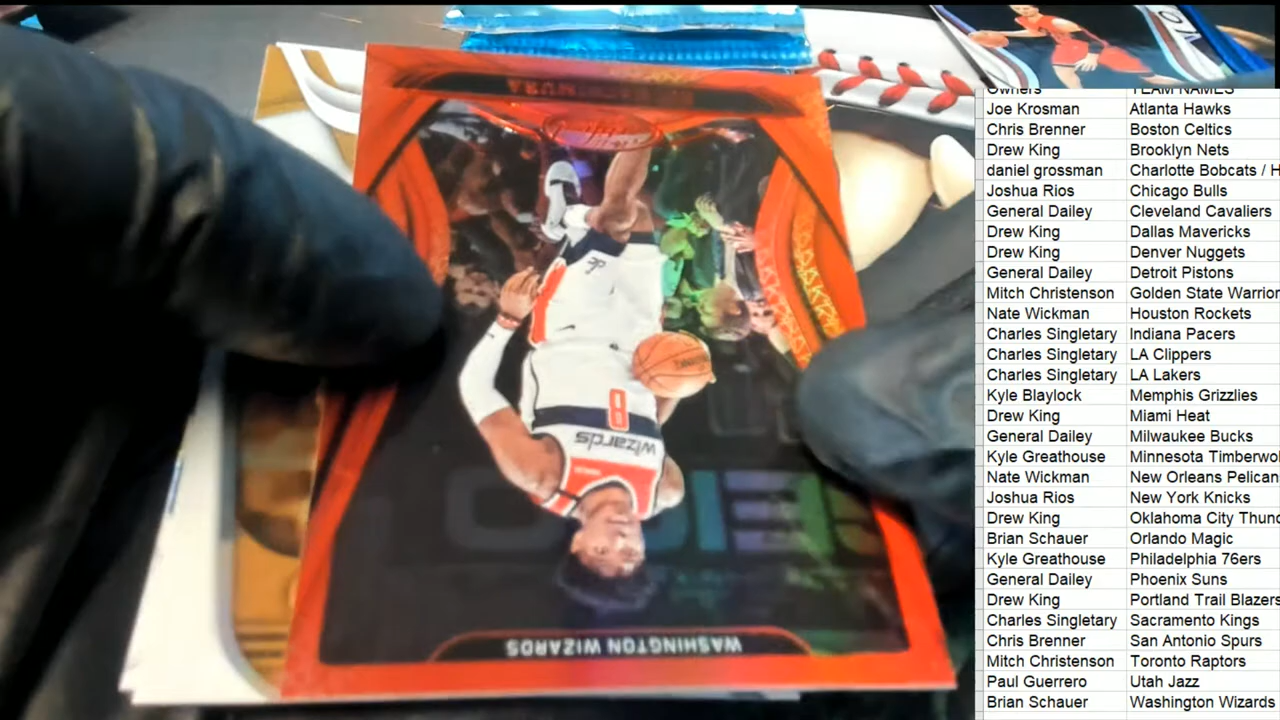 WASHINGTON WIZARDS
wizards
8
Owners TEAM NAMES
Joe Krosman Atlanta Hawks
Chris Brenner Boston Celtics
Drew King Brooklyn Nets
daniel grossman Charlotte Bobcats / H
Joshua Rios Chicago Bulls
General Dailey Cleveland Cavaliers
Drew King Dallas Mavericks
Drew King Denver Nuggets
General Dailey Detroit Pistons
Mitch Christenson Golden State Warrior
Nate Wickman Houston Rockets
Charles Singletary Indiana Pacers
Charles Singletary LA Clippers
Charles Singletary LA Lakers
Kyle Blaylock Memphis Grizzlies
Drew King Miami Heat
General Dailey Milwaukee Bucks
Kyle Greathouse Minnesota Timberwol
Nate Wickman New Orleans Pelican
Joshua Rios New York Knicks
Drew King Oklahoma City Thund
Brian Schauer Orlando Magic
Kyle Greathouse Philadelphia 76ers
General Dailey Phoenix Suns
Drew King Portland Trail Blazers
Charles Singletary Sacramento Kings
Chris Brenner San Antonio Spurs
Mitch Christenson Toronto Raptors
Paul Guerrero Utah Jazz
Brian Schauer Washington Wizards